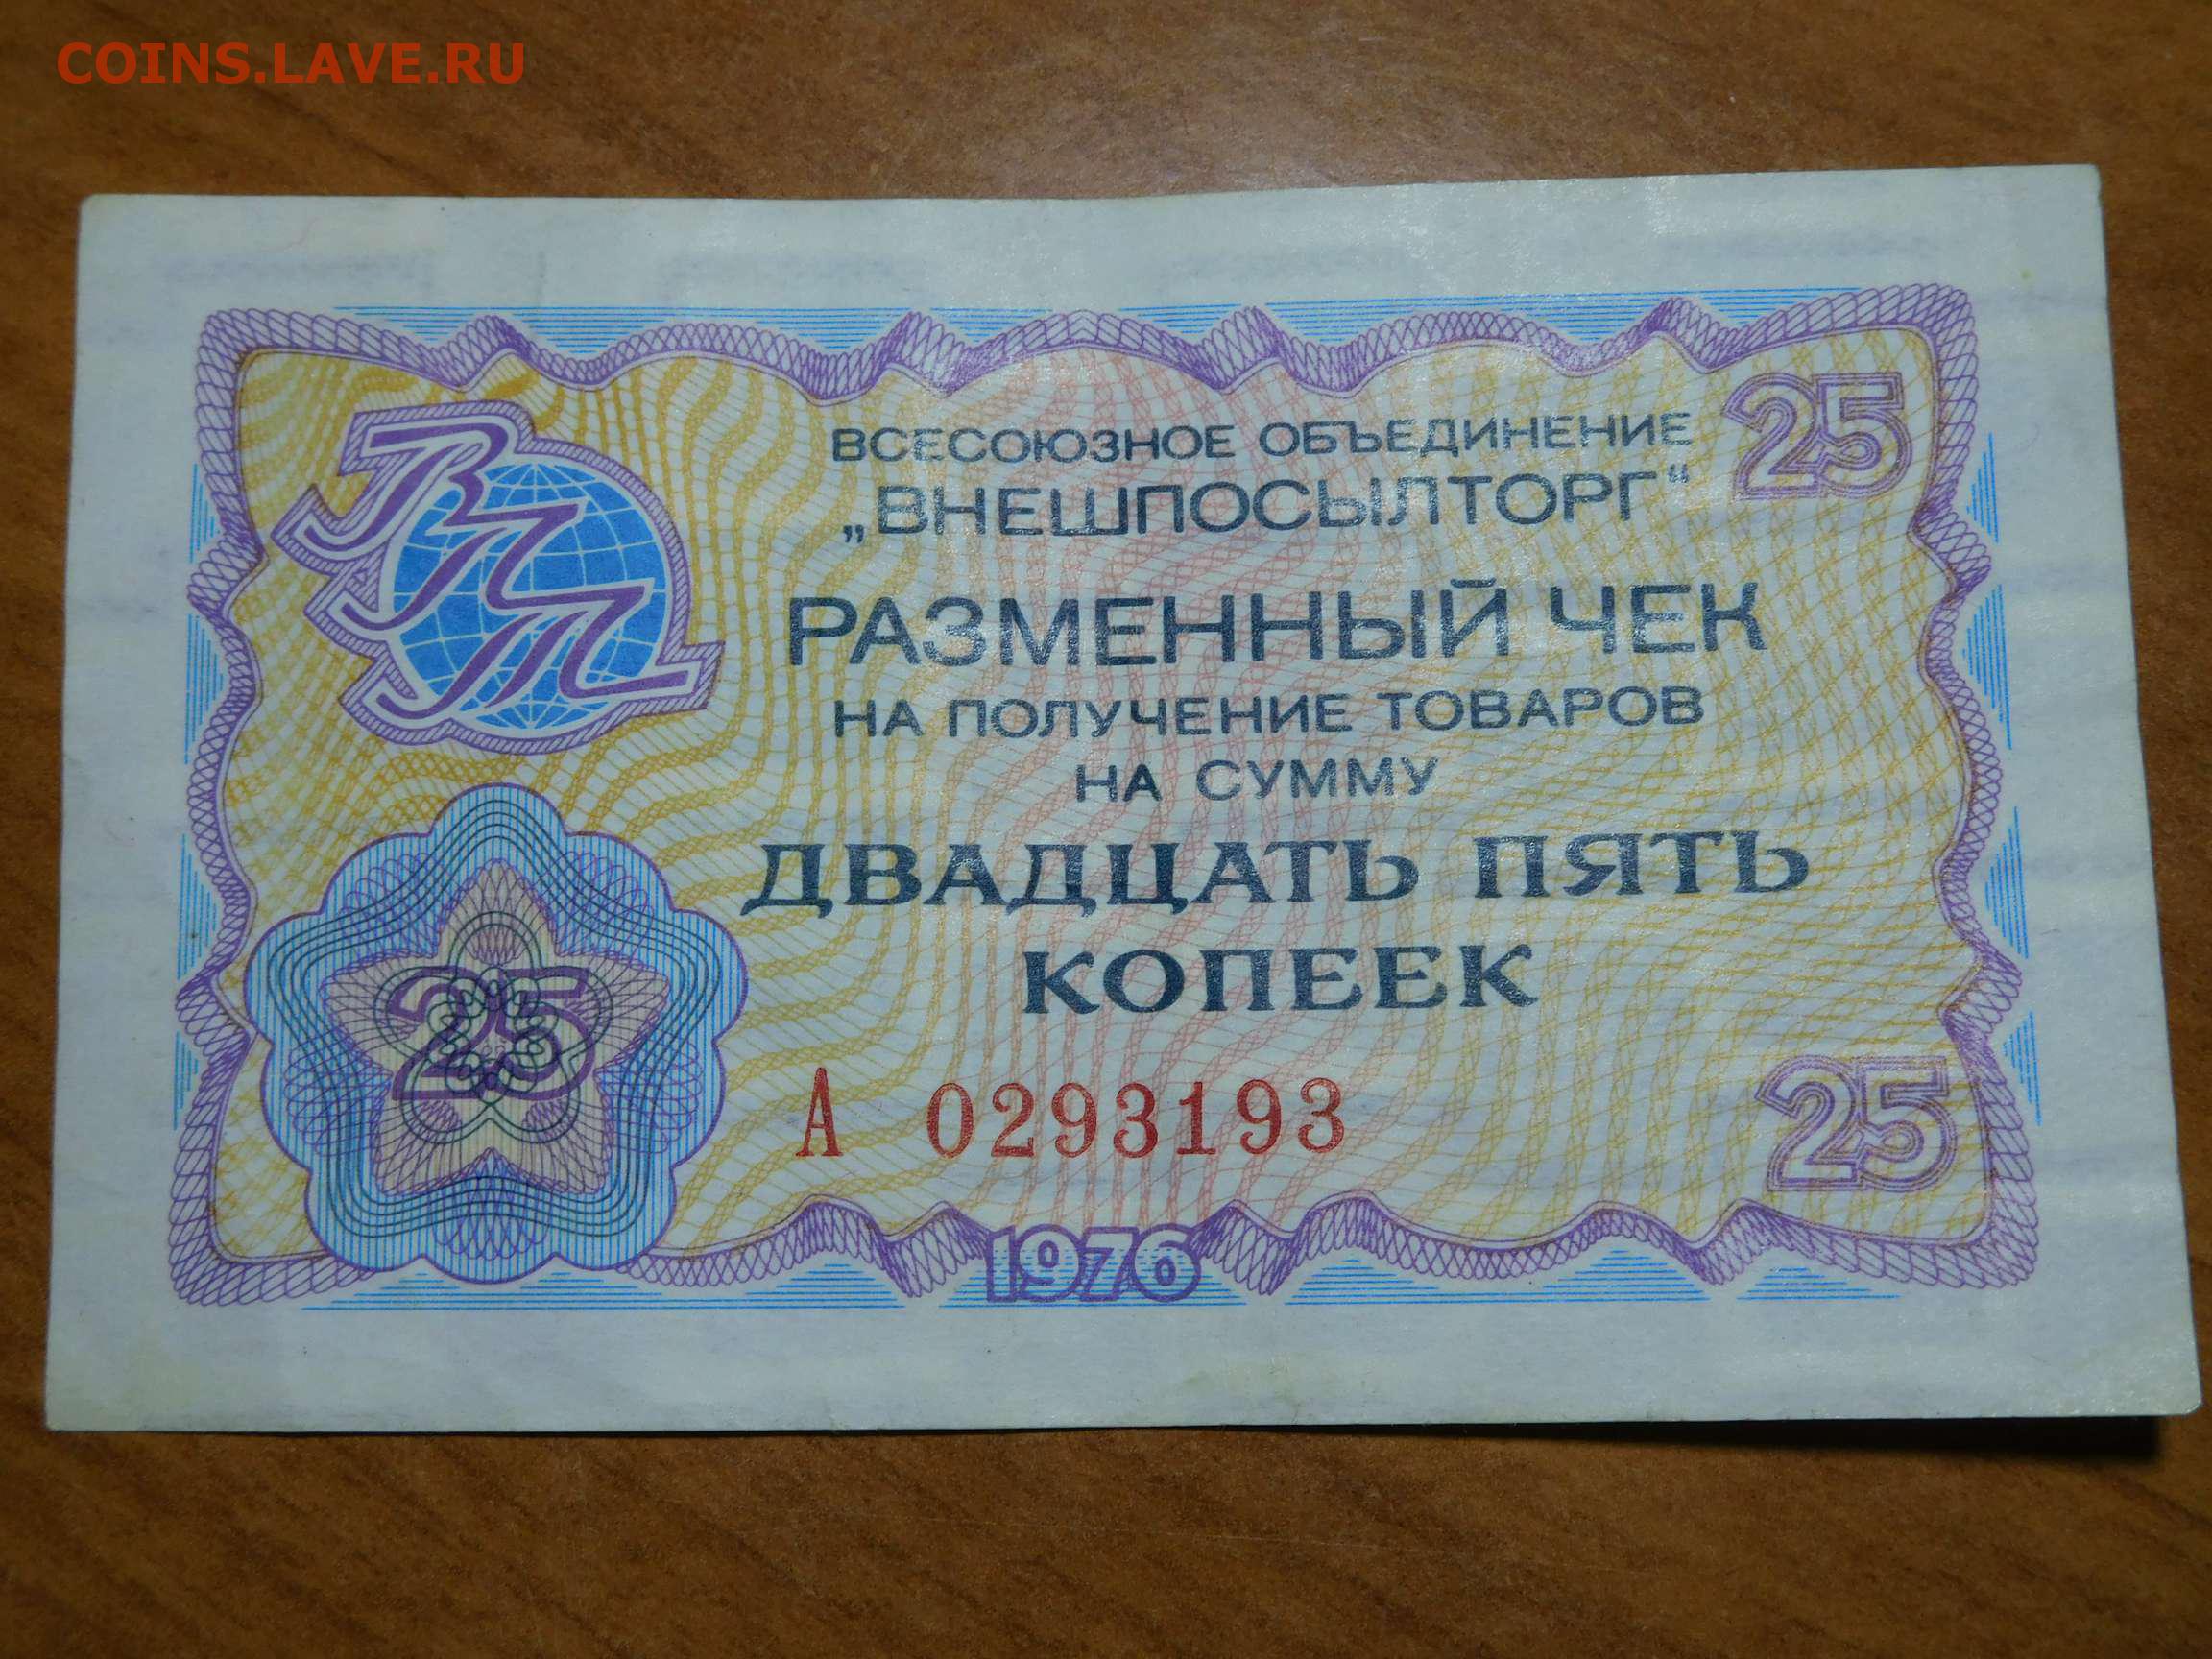 COINS.LAVE.RU
ВПТ
25
ВСЕСОЮЗНОЕ ОБЪЕДИНЕНИЕ
„ВНЕШПОСЫЛТОРГ“
РАЗМЕННЫЙ ЧЕК
НА ПОЛУЧЕНИЕ ТОВАРОВ
НА СУММУ
ДВАДЦАТЬ ПЯТЬ
КОПЕЕК
25
А 0293193
25
1976